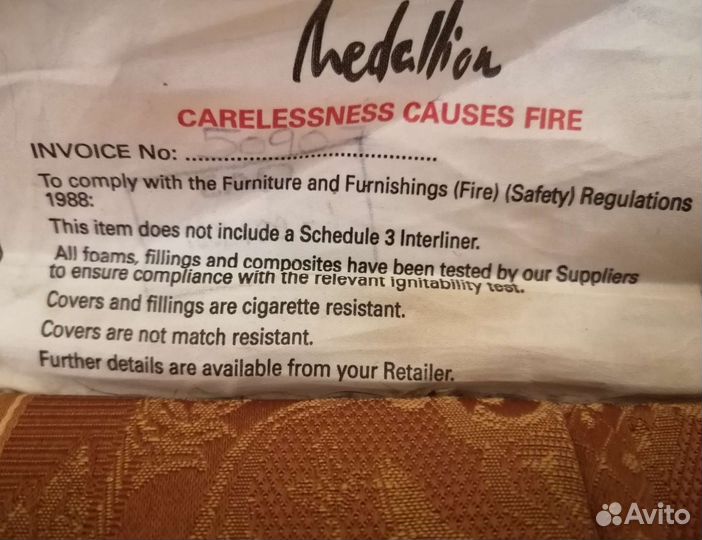 Medallion
CARELESSNESS CAUSES FIRE
INVOICE No: ............................................
To comply with the Furniture and Furnishings (Fire) (Safety) Regulations
1988:
This item does not include a Schedule 3 Interliner.
All foams, fillings and composites have been tested by our Suppliers
to ensure compliance with the relevant ignitability test.
Covers and fillings are cigarette resistant.
Covers are not match resistant.
Further details are available from your Retailer.
Avito